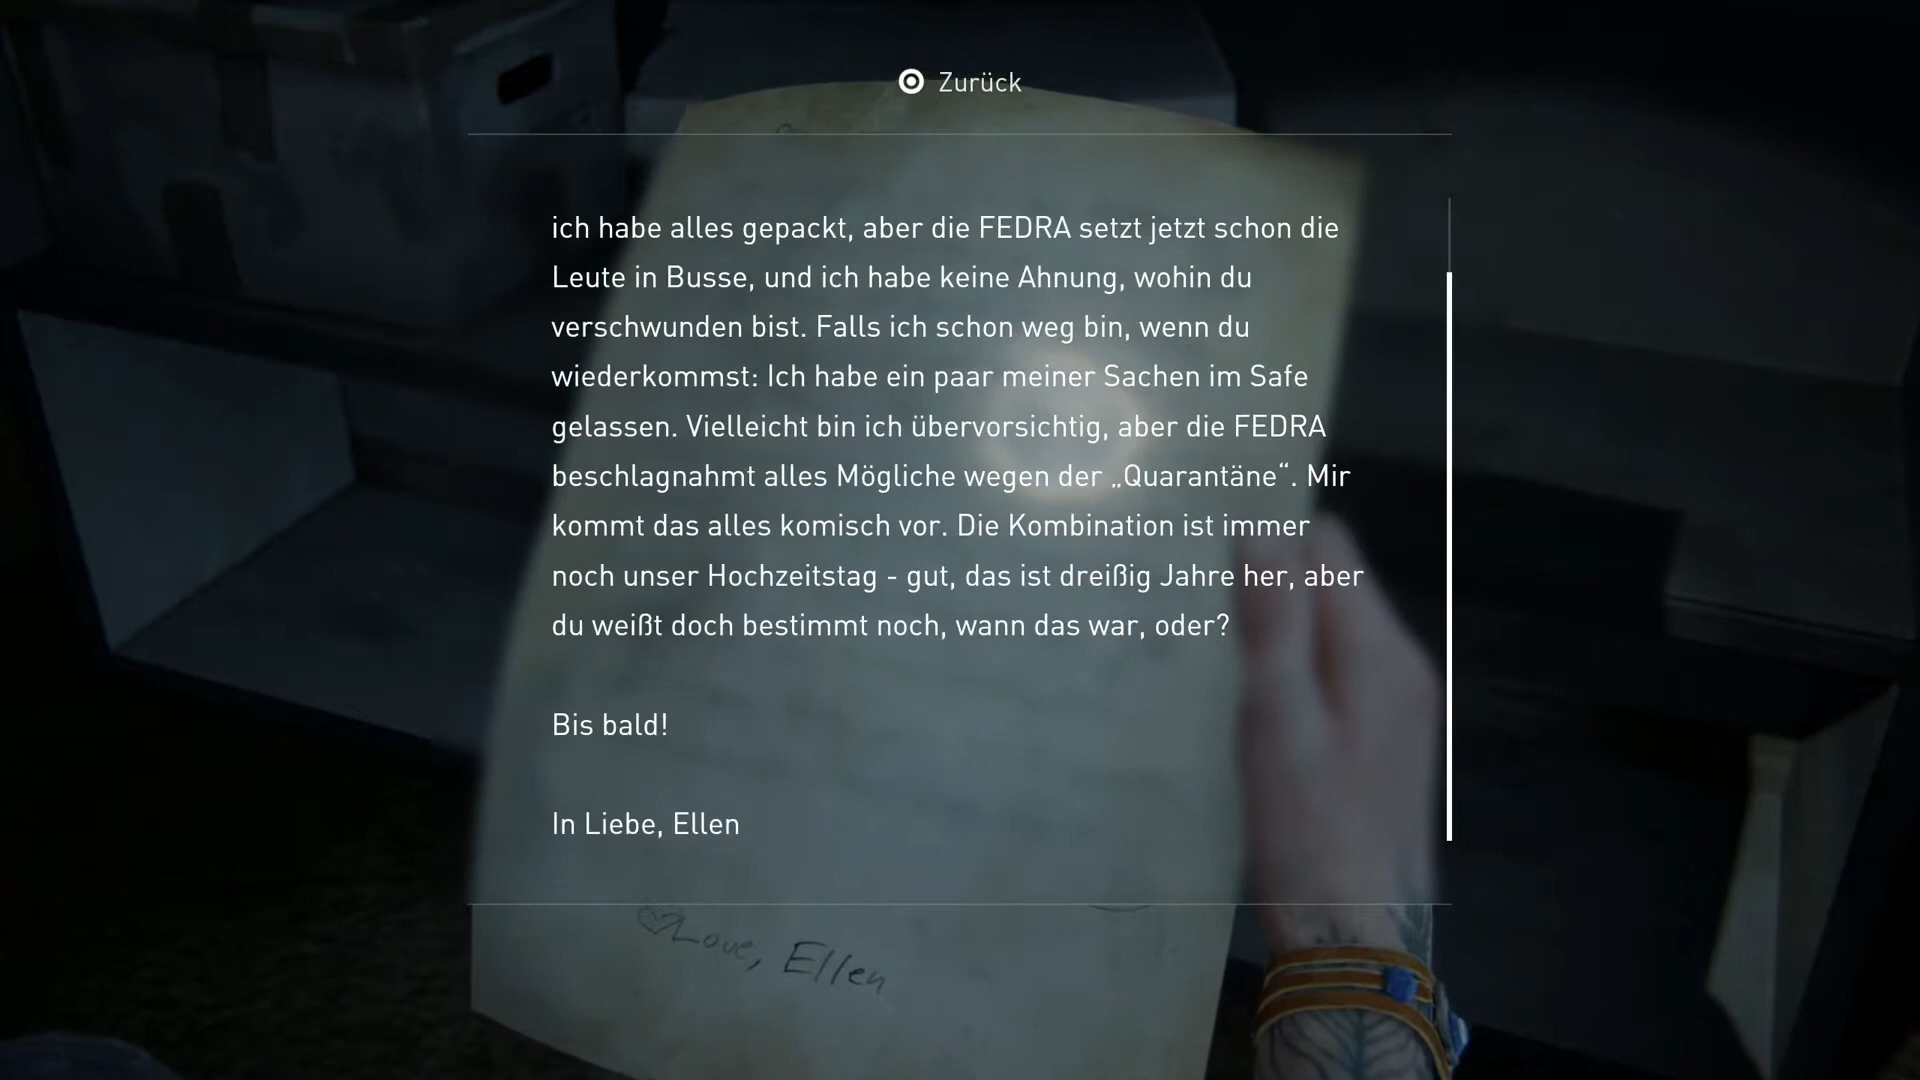 Zurück
ich habe alles gepackt, aber die FEDRA setzt jetzt schon die
Leute in Busse, und ich habe keine Ahnung, wohin du
verschwunden bist. Falls ich schon weg bin, wenn du
wiederkommst: Ich habe ein paar meiner Sachen im Safe
gelassen. Vielleicht bin ich übervorsichtig, aber die FEDRA
beschlagnahmt alles Mögliche wegen der „Quarantäne“. Mir
kommt das alles komisch vor. Die Kombination ist immer
noch unser Hochzeitstag - gut, das ist dreißig Jahre her, aber
du weißt doch bestimmt noch, wann das war, oder?
Bis bald!
In Liebe, Ellen
Love, Ellen